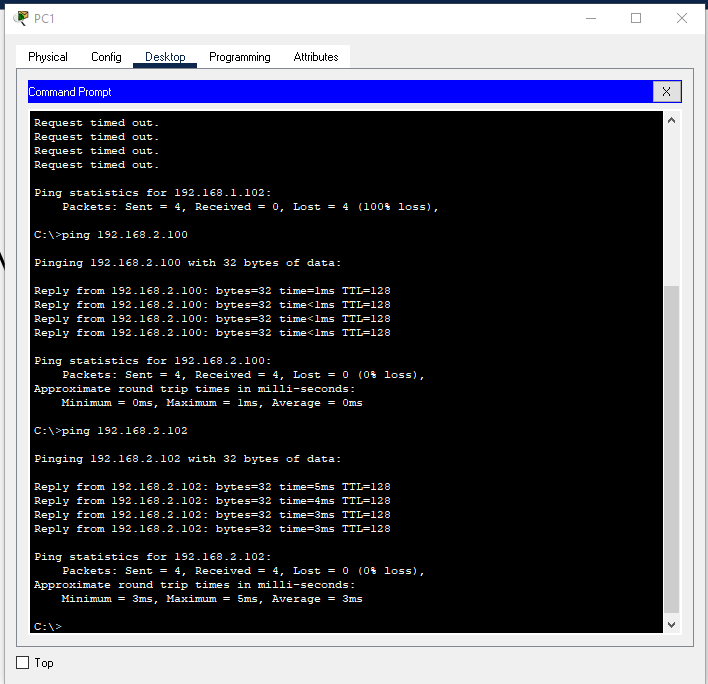 PC1
Physical Config Desktop Programming Attributes
Command Prompt X
Request timed out.
Request timed out.
Request timed out.
Request timed out.
Ping statistics for 192.168.1.102:
Packets: Sent = 4, Received = 0, Lost = 4 (100% loss),
C:\>ping 192.168.2.100
Pinging 192.168.2.100 with 32 bytes of data:
Reply from 192.168.2.100: bytes=32 time=1ms TTL=128
Reply from 192.168.2.100: bytes=32 time<1ms TTL=128
Reply from 192.168.2.100: bytes=32 time<1ms TTL=128
Reply from 192.168.2.100: bytes=32 time<1ms TTL=128
Ping statistics for 192.168.2.100:
Packets: Sent = 4, Received = 4, Lost = 0 (0% loss),
Approximate round trip times in milli-seconds:
Minimum = 0ms, Maximum = 1ms, Average = 0ms
C:\>ping 192.168.2.102
Pinging 192.168.2.102 with 32 bytes of data:
Reply from 192.168.2.102: bytes=32 time=5ms TTL=128
Reply from 192.168.2.102: bytes=32 time=4ms TTL=128
Reply from 192.168.2.102: bytes=32 time=3ms TTL=128
Reply from 192.168.2.102: bytes=32 time=3ms TTL=128
Ping statistics for 192.168.2.102:
Packets: Sent = 4, Received = 4, Lost = 0 (0% loss),
Approximate round trip times in milli-seconds:
Minimum = 3ms, Maximum = 5ms, Average = 3ms
C:\>
Top